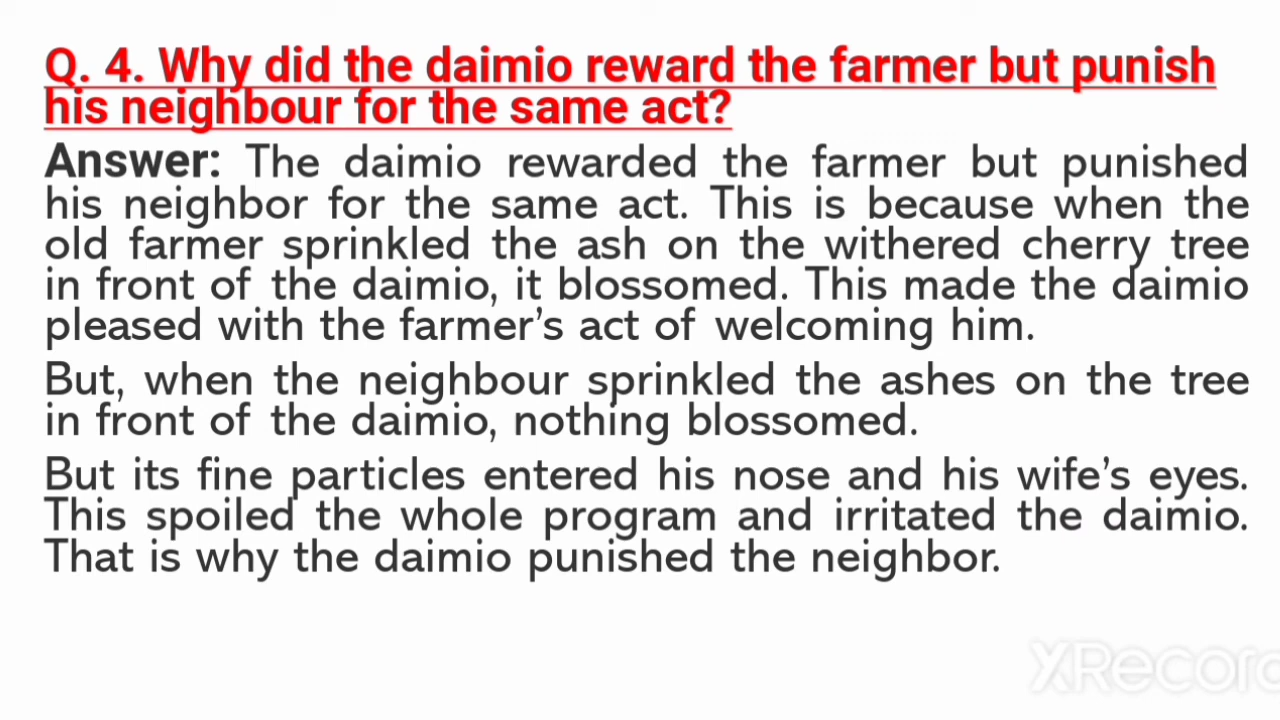 Q. 4. Why did the daimio reward the farmer but punish
his neighbour for the same act?
Answer: The daimio rewarded the farmer but punished
his neighbor for the same act. This is because when the
old farmer sprinkled the ash on the withered cherry tree
in front of the daimio, it blossomed. This made the daimio
pleased with the farmer’s act of welcoming him.
But, when the neighbour sprinkled the ashes on the tree
in front of the daimio, nothing blossomed.
But its fine particles entered his nose and his wife’s eyes.
This spoiled the whole program and irritated the daimio.
That is why the daimio punished the neighbor.
XRecord